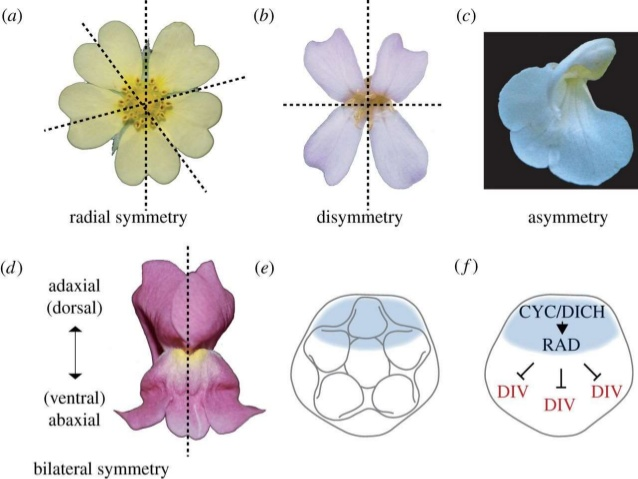 (a)
(b)
(c)
radial symmetry
disymmetry
asymmetry
(d)
(e)
(f)
adaxial
(dorsal)
(ventral)
abaxial
bilateral symmetry
CYC/DICH
RAD
DIV
DIV
DIV